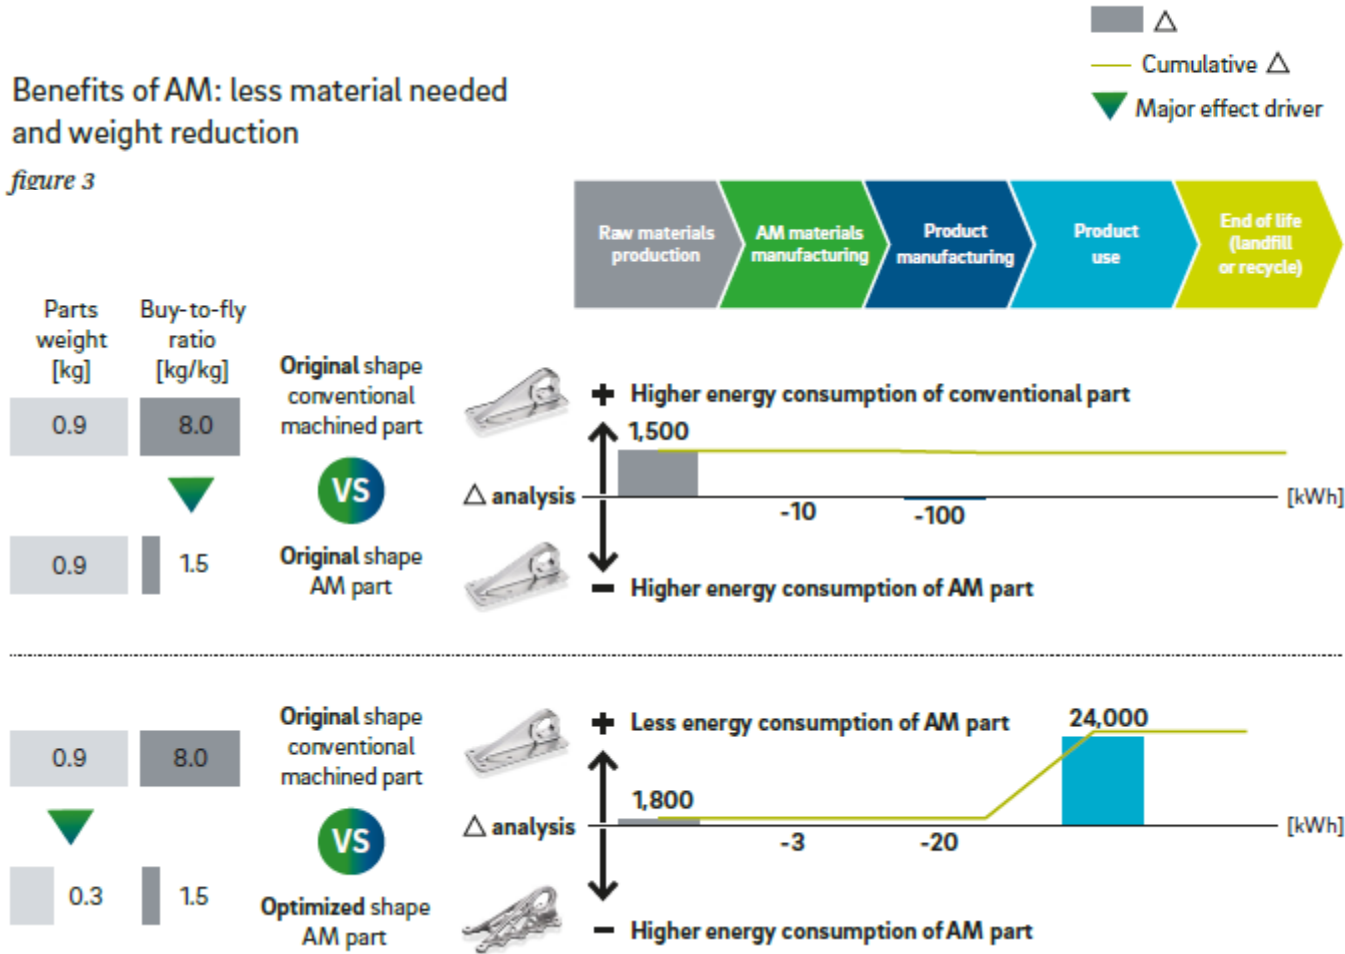 △
Cumulative △
Major effect driver
Benefits of AM: less material needed
and weight reduction
figure 3
Raw materials
production
AM materials
manufacturing
Product
manufacturing
Product
use
End of life
(landfill
or recycle)
Parts
weight
[kg]
Buy-to-fly
ratio
[kg/kg]
0.9
8.0
Original shape
conventional
machined part
VS
Original shape
AM part
0.9
1.5
+ Higher energy consumption of conventional part
1,500
△ analysis
-10
-100
[kWh]
− Higher energy consumption of AM part
0.9
8.0
Original shape
conventional
machined part
VS
Optimized shape
AM part
0.3
1.5
+ Less energy consumption of AM part
24,000
1,800
△ analysis
-3
-20
[kWh]
− Higher energy consumption of AM part